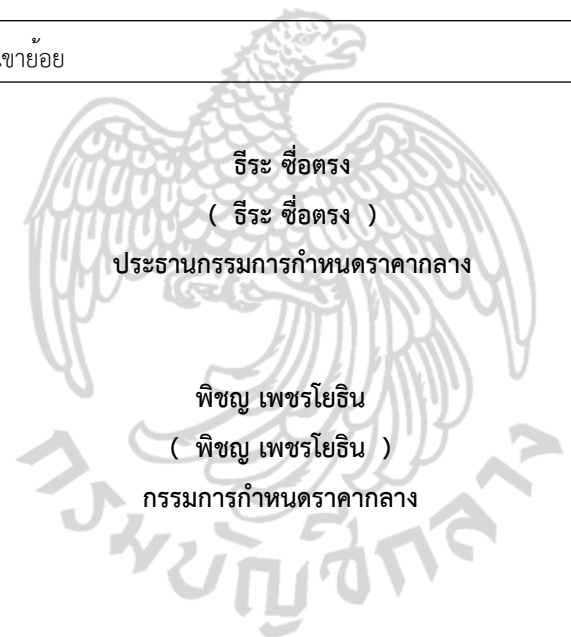 เขาย้อย
ธีระ ซื่อตรง
( ธีระ ซื่อตรง )
ประธานกรรมการกำหนดราคากลาง
พิชญ เพชรโยธิน
( พิชญ เพชรโยธิน )
กรรมการกำหนดราคากลาง
กรมบัญชีกลาง